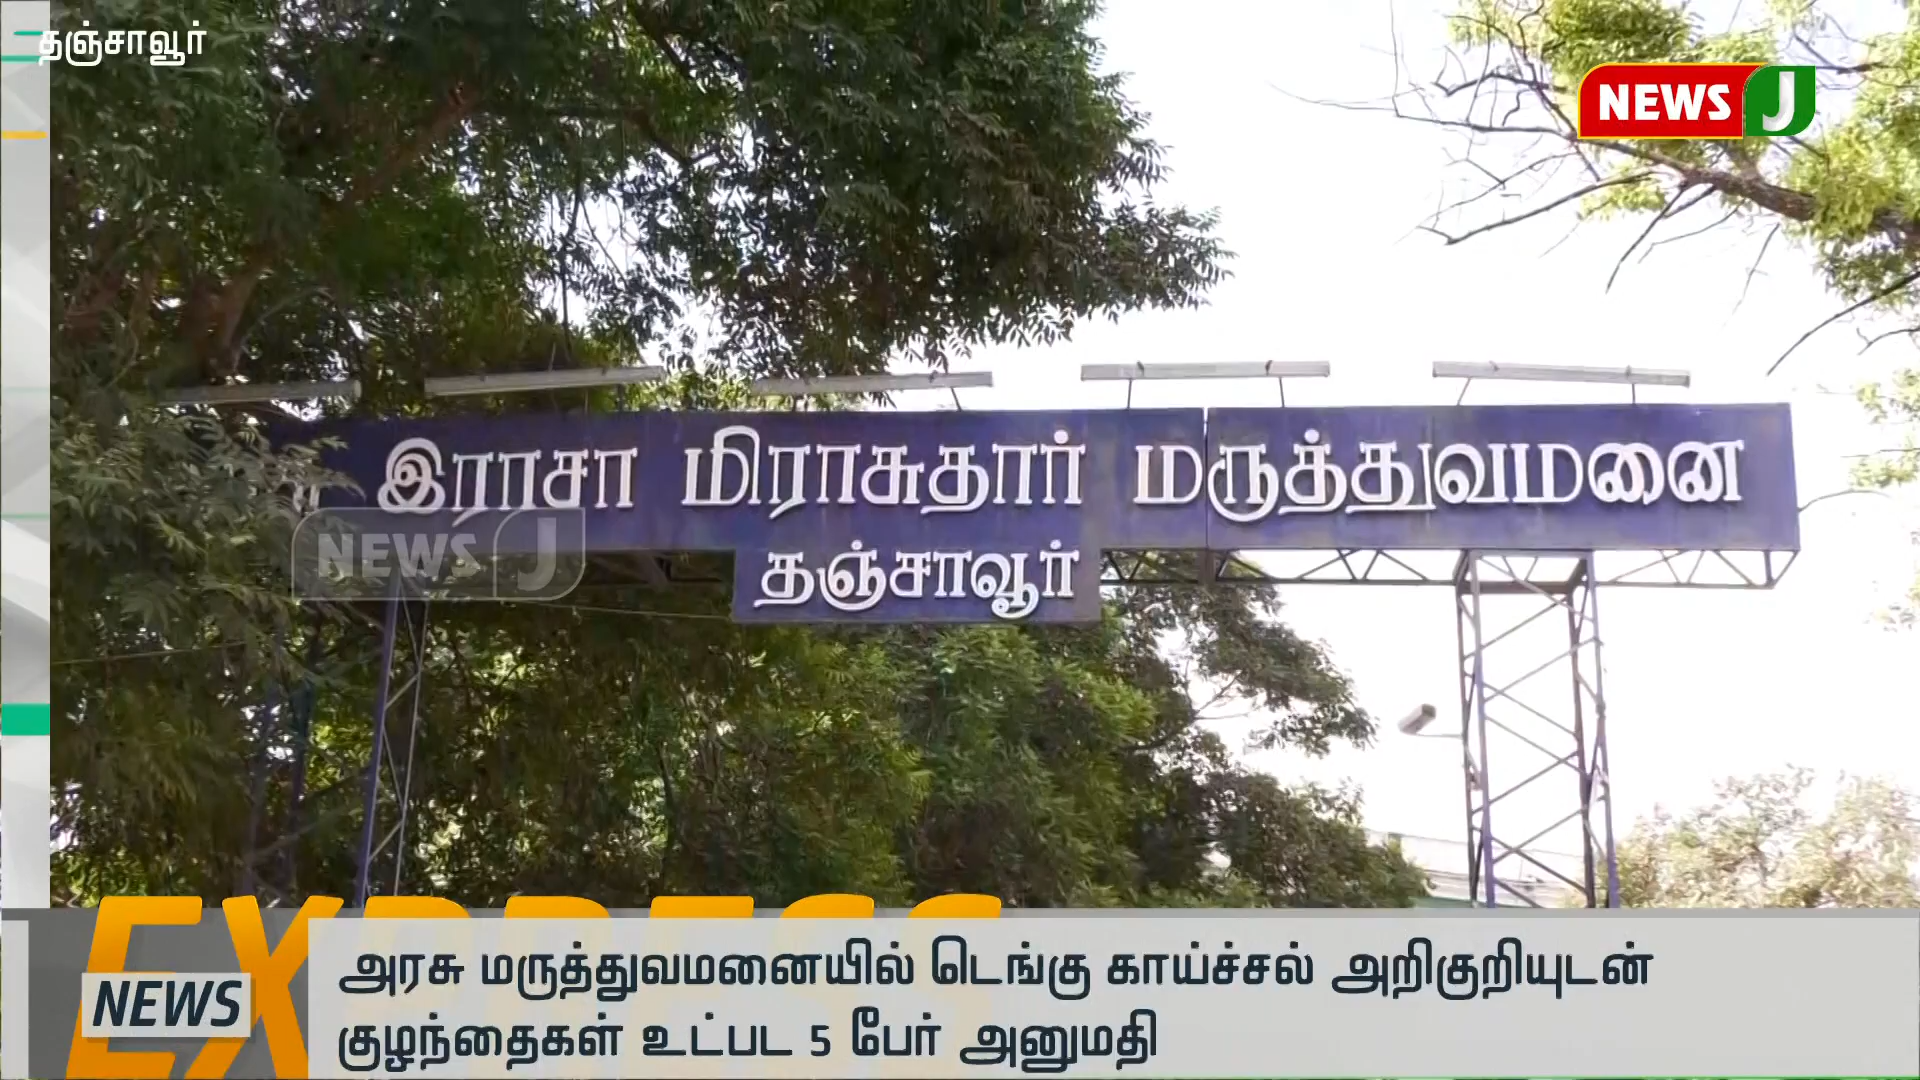 தஞ்சாவூர்
NEWS J
இராசா மிராசுதார் மருத்துவமனை
NEWS J
தஞ்சாவூர்
EXPRESS
NEWS
அரசு மருத்துவமனையில் டெங்கு காய்ச்சல் அறிகுறியுடன்
குழந்தைகள் உட்பட 5 பேர் அனுமதி